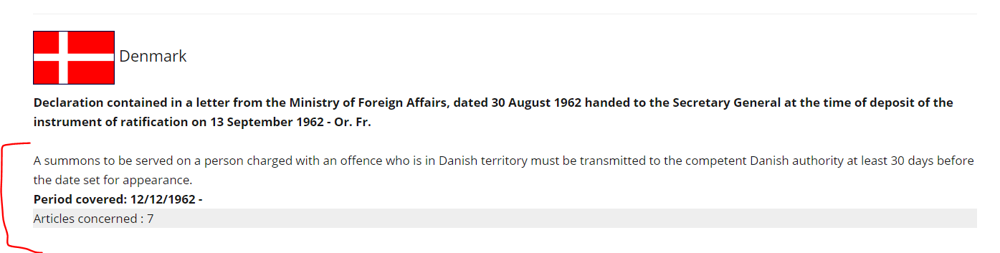 Denmark
Declaration contained in a letter from the Ministry of Foreign Affairs, dated 30 August 1962 handed to the Secretary General at the time of deposit of the
instrument of ratification on 13 September 1962 - Or. Fr.
A summons to be served on a person charged with an offence who is in Danish territory must be transmitted to the competent Danish authority at least 30 days before
the date set for appearance.
Period covered: 12/12/1962 -
Articles concerned : 7